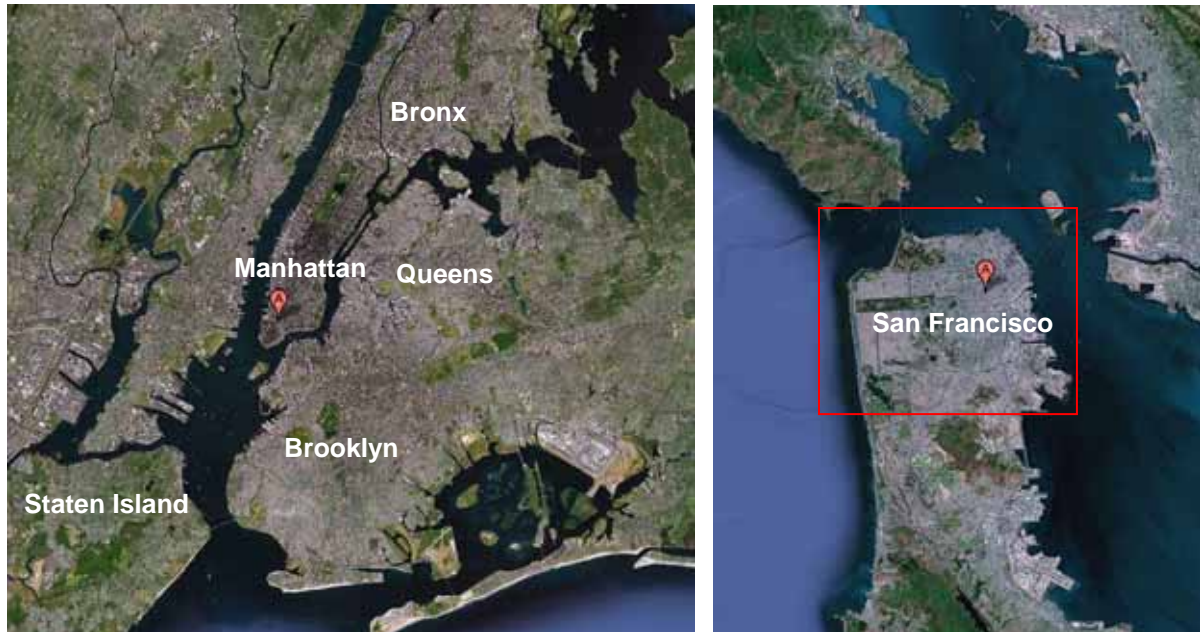 Bronx
Manhattan
Queens
A
Brooklyn
Staten Island
A
San Francisco